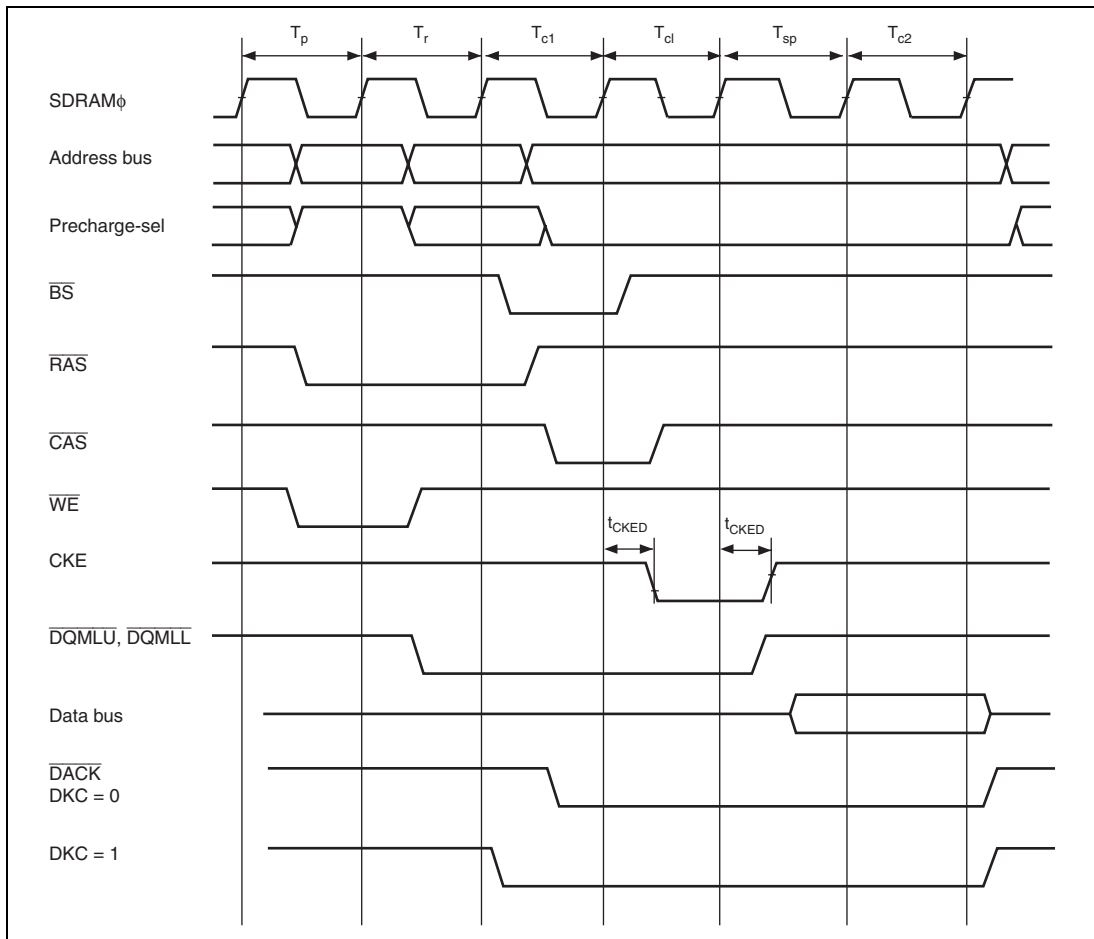 Tp Tr Tc1 Tcl Tsp Tc2
SDRAMφ
Address bus
Precharge-sel
BS
RAS
CAS
WE
tCKED tCKED
CKE
DQMLU, DQMLL
Data bus
DACK
DKC = 0
DKC = 1